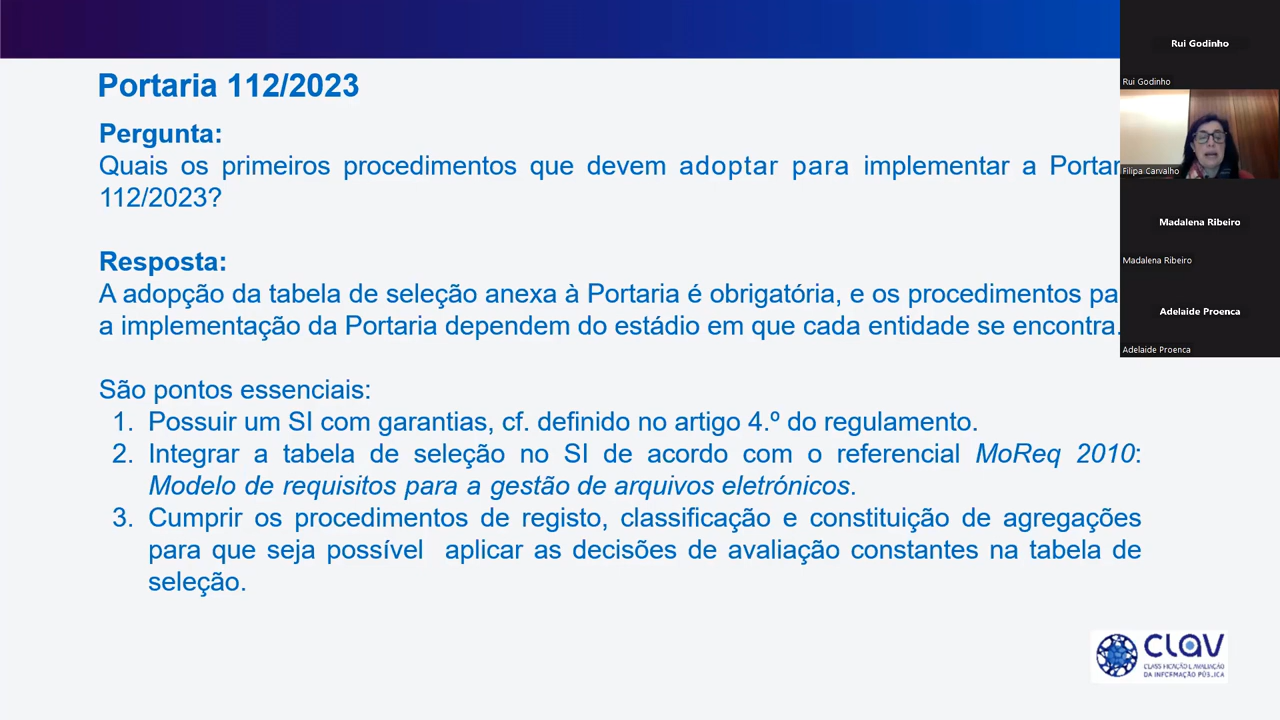 Portaria 112/2023
Pergunta:
Quais os primeiros procedimentos que devem adoptar para implementar a Portar
112/2023?
Resposta:
A adopção da tabela de seleção anexa à Portaria é obrigatória, e os procedimentos pa
a implementação da Portaria dependem do estádio em que cada entidade se encontra.
São pontos essenciais:
1. Possuir um SI com garantias, cf. definido no artigo 4.º do regulamento.
2. Integrar a tabela de seleção no SI de acordo com o referencial MoReq 2010:
Modelo de requisitos para a gestão de arquivos eletrónicos.
3. Cumprir os procedimentos de registo, classificação e constituição de agregações
para que seja possível aplicar as decisões de avaliação constantes na tabela de
seleção.
Rui Godinho
Rui Godinho
Filipa Carvalho
Madalena Ribeiro
Madalena Ribeiro
Adelaide Proenca
Adelaide Proenca
CLAV
CLASSIFICAÇÃO E AVALIAÇÃO
DA INFORMAÇÃO PÚBLICA